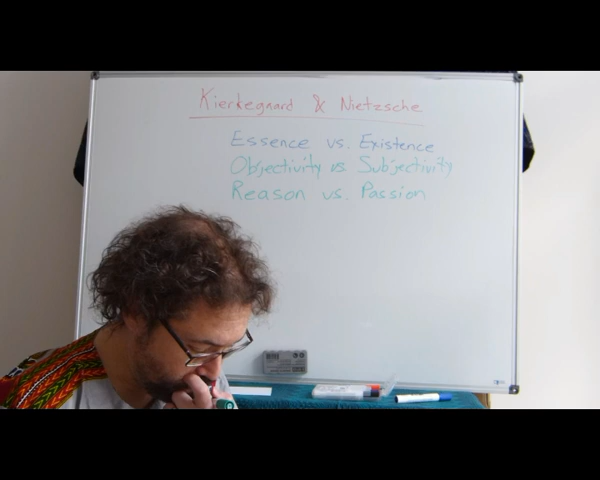 Kierkegaard & Nietzsche
Essence vs. Existence
Objectivity vs Subjectivity
Reason vs. Passion